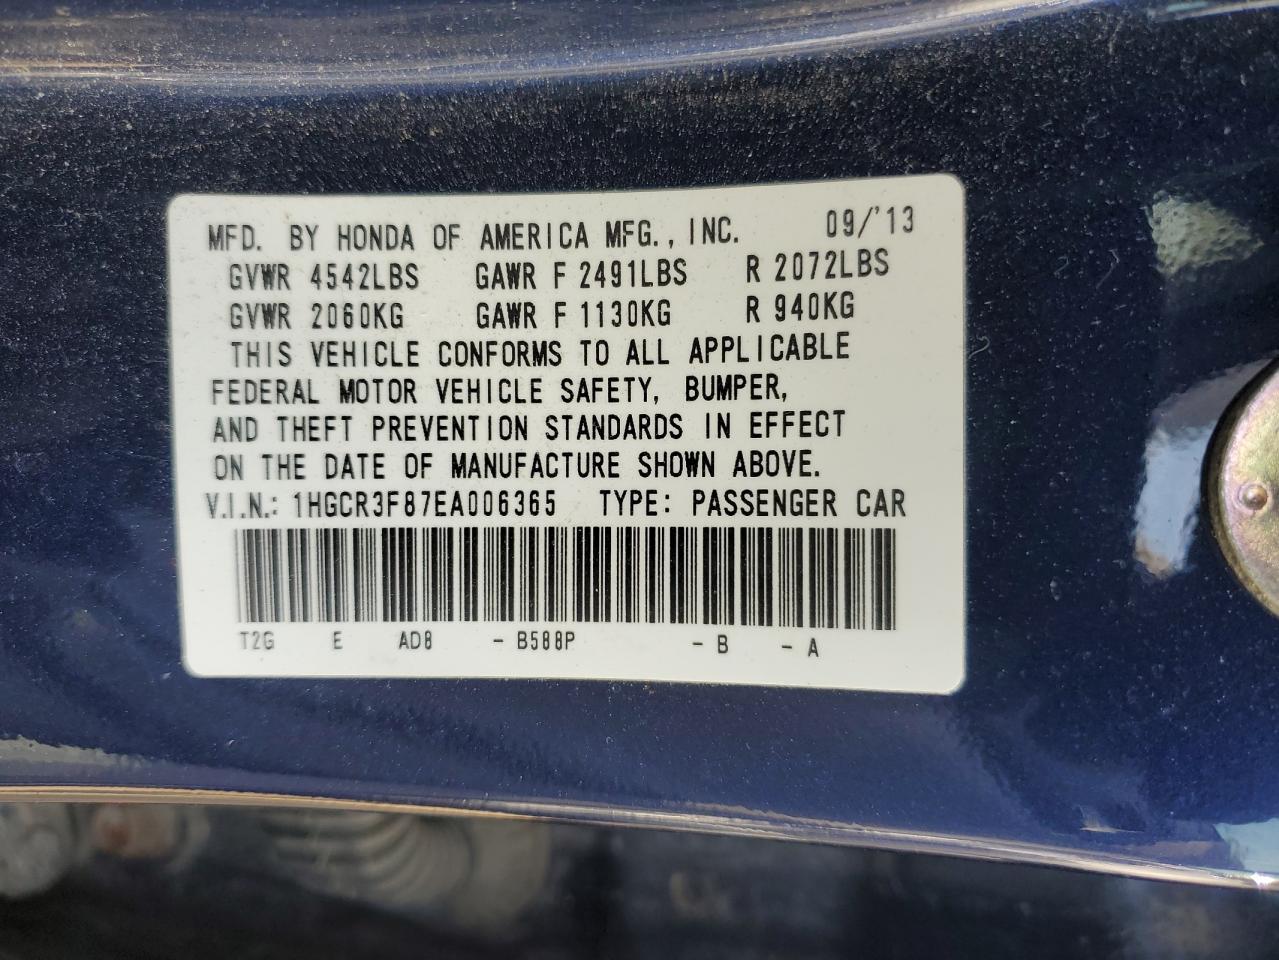 MFD. BY HONDA OF AMERICA MFG., INC. 09/'13
GVWR 4542LBS GAWR F 2491LBS R 2072LBS
GVWR 2060KG GAWR F 1130KG R 940KG
THIS VEHICLE CONFORMS TO ALL APPLICABLE
FEDERAL MOTOR VEHICLE SAFETY, BUMPER,
AND THEFT PREVENTION STANDARDS IN EFFECT
ON THE DATE OF MANUFACTURE SHOWN ABOVE.
V.I.N.: 1HGCR3F87EA006365 TYPE: PASSENGER CAR
T2G E AD8 - B588P - B - A